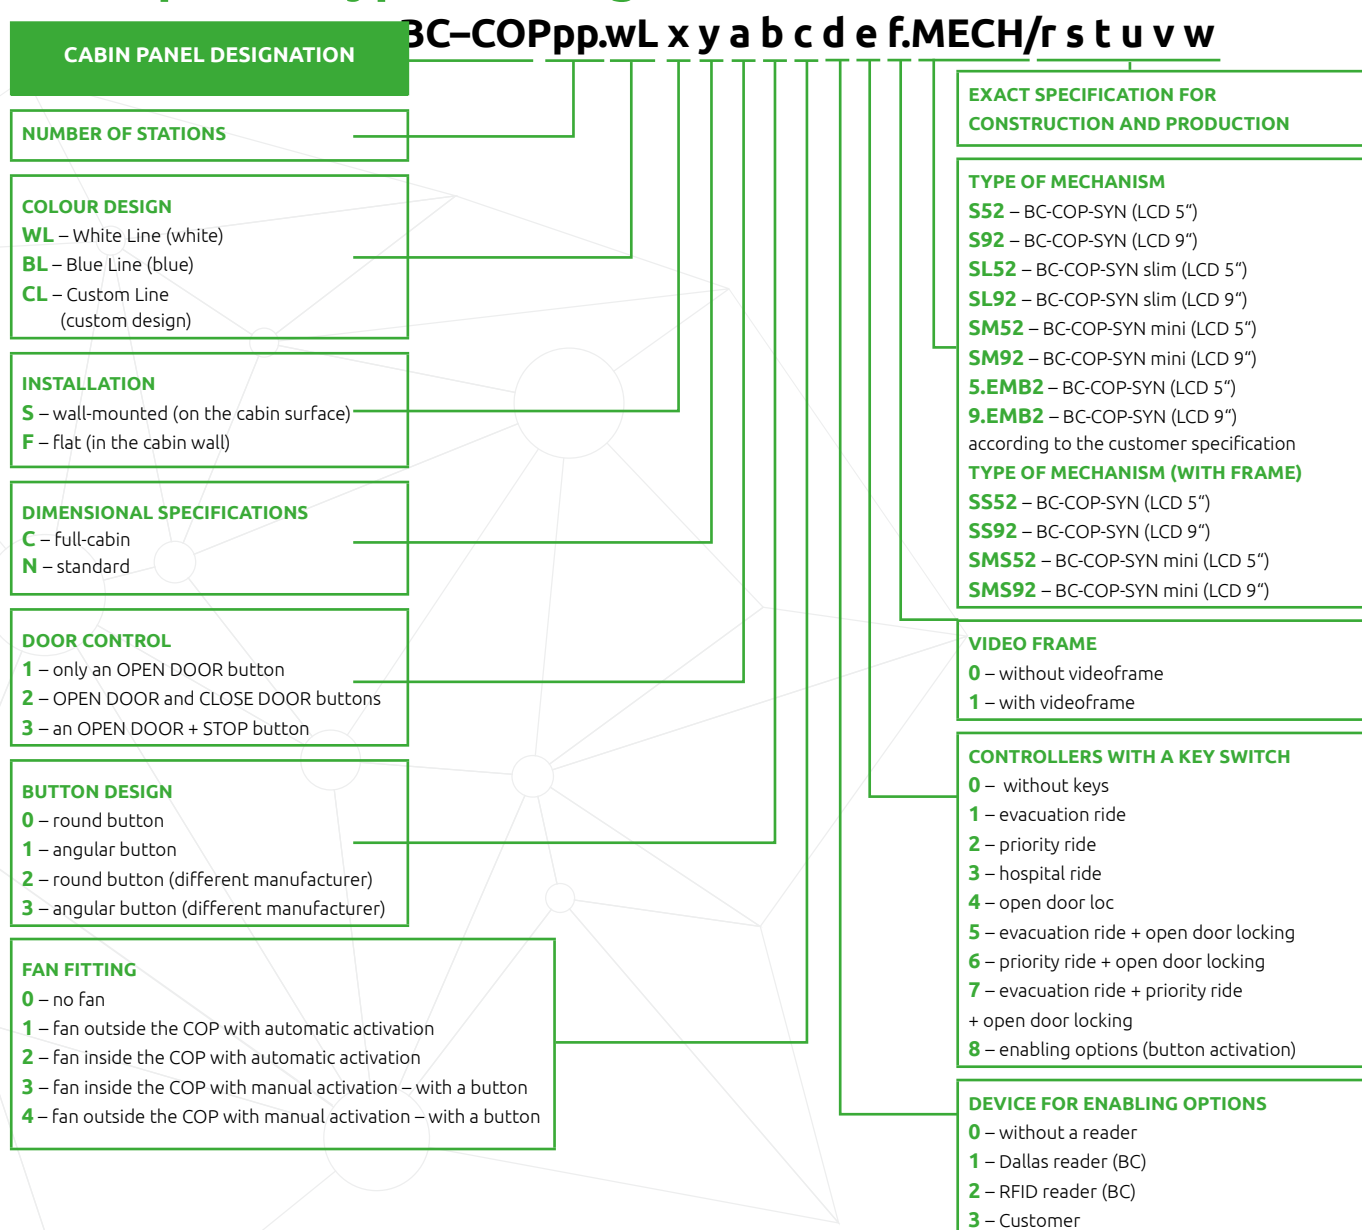 BC–COPpp.wL x y a b c d e f.MECH/r s t u v w
CABIN PANEL DESIGNATION
NUMBER OF STATIONS
COLOUR DESIGN
WL – White Line (white)
BL – Blue Line (blue)
CL – Custom Line
(custom design)
INSTALLATION
S – wall-mounted (on the cabin surface)
F – flat (in the cabin wall)
DIMENSIONAL SPECIFICATIONS
C – full-cabin
N – standard
DOOR CONTROL
1 – only an OPEN DOOR button
2 – OPEN DOOR and CLOSE DOOR buttons
3 – an OPEN DOOR + STOP button
BUTTON DESIGN
0 – round button
1 – angular button
2 – round button (different manufacturer)
3 – angular button (different manufacturer)
FAN FITTING
0 – no fan
1 – fan outside the COP with automatic activation
2 – fan inside the COP with automatic activation
3 – fan inside the COP with manual activation – with a button
4 – fan outside the COP with manual activation – with a button
EXACT SPECIFICATION FOR
CONSTRUCTION AND PRODUCTION
TYPE OF MECHANISM
S52 – BC-COP-SYN (LCD 5“)
S92 – BC-COP-SYN (LCD 9“)
SL52 – BC-COP-SYN slim (LCD 5“)
SL92 – BC-COP-SYN slim (LCD 9“)
SM52 – BC-COP-SYN mini (LCD 5“)
SM92 – BC-COP-SYN mini (LCD 9“)
5.EMB2 – BC-COP-SYN (LCD 5“)
9.EMB2 – BC-COP-SYN (LCD 9“)
according to the customer specification
TYPE OF MECHANISM (WITH FRAME)
SS52 – BC-COP-SYN (LCD 5“)
SS92 – BC-COP-SYN (LCD 9“)
SMS52 – BC-COP-SYN mini (LCD 5“)
SMS92 – BC-COP-SYN mini (LCD 9“)
VIDEO FRAME
0 – without videoframe
1 – with videoframe
CONTROLLERS WITH A KEY SWITCH
0 – without keys
1 – evacuation ride
2 – priority ride
3 – hospital ride
4 – open door loc
5 – evacuation ride + open door locking
6 – priority ride + open door locking
7 – evacuation ride + priority ride
+ open door locking
8 – enabling options (button activation)
DEVICE FOR ENABLING OPTIONS
0 – without a reader
1 – Dallas reader (BC)
2 – RFID reader (BC)
3 – Customer